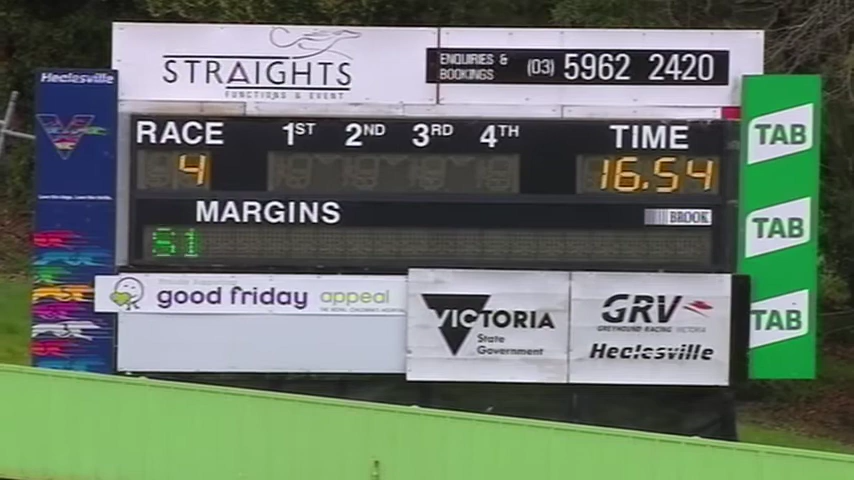 STRAIGHTS
FUNCTIONS & EVENT
ENQUIRIES &
BOOKINGS
(03) 5962 2420
Healesville
RACE 1ST 2ND 3RD 4TH TIME
4 16.54
MARGINS BROOK
S1
TAB
TAB
TAB
good friday appeal
VICTORIA
State
Government
GRV
GREYHOUND RACING VICTORIA
Healesville